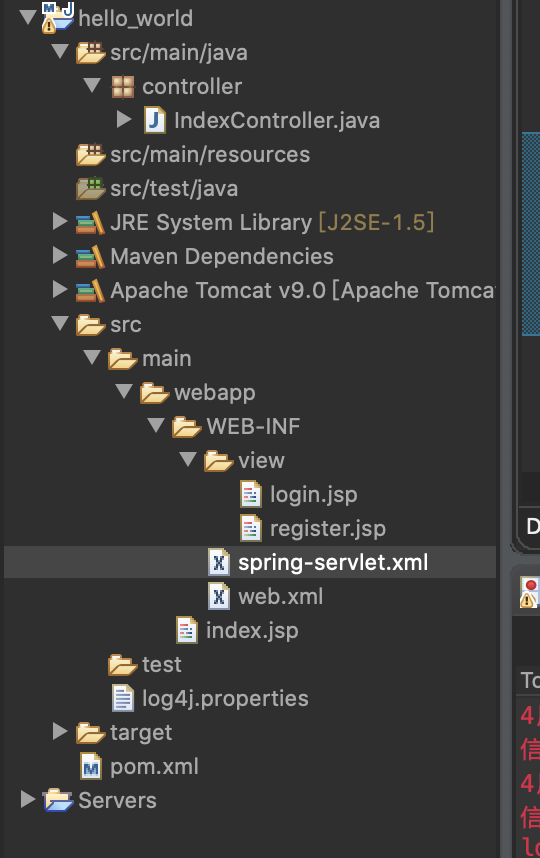 hello_world
src/main/java
controller
IndexController.java
src/main/resources
src/test/java
JRE System Library [J2SE-1.5]
Maven Dependencies
Apache Tomcat v9.0 [Apache Tomca
src
main
webapp
WEB-INF
view
login.jsp
register.jsp
D
spring-servlet.xml
web.xml
index.jsp
test
To
log4j.properties
4月
target
信
pom.xml
4月
Servers
信
lo